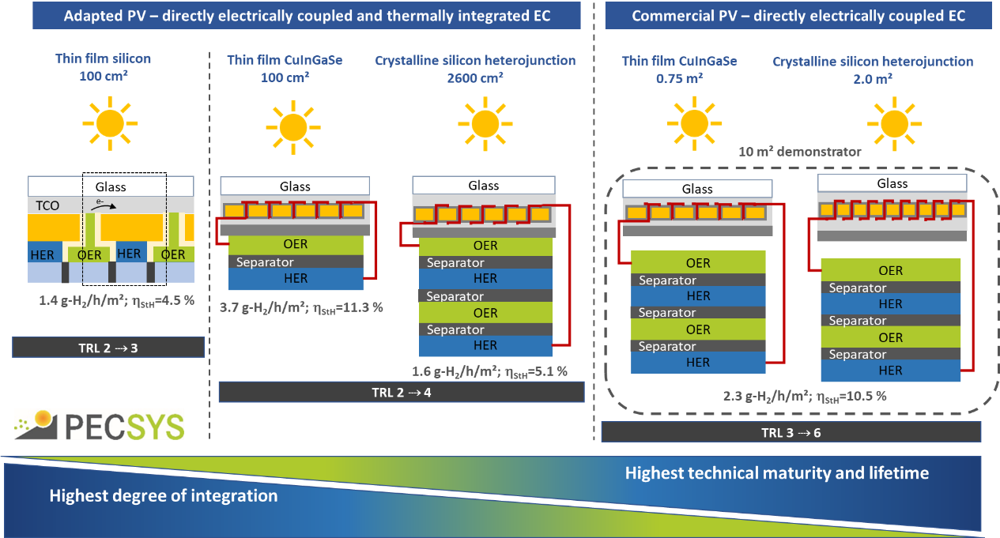 Adapted PV – directly electrically coupled and thermally integrated EC
Commercial PV – directly electrically coupled EC
Thin film silicon
100 cm²
Thin film CuInGaSe
100 cm²
Crystalline silicon heterojunction
2600 cm²
Thin film CuInGaSe
0.75 m²
Crystalline silicon heterojunction
2.0 m²
10 m² demonstrator
Glass
TCO
e-
HER
OER
HER
OER
1.4 g-H₂/h/m²; ηStH=4.5 %
TRL 2 ⤏ 3
Glass
OER
Separator
HER
3.7 g-H₂/h/m²; ηStH=11.3 %
Glass
OER
Separator
HER
Separator
OER
Separator
HER
1.6 g-H₂/h/m²; ηStH=5.1 %
TRL 2 ⤏ 4
Glass
OER
Separator
HER
Separator
OER
Separator
HER
Glass
OER
Separator
HER
Separator
OER
Separator
HER
2.3 g-H₂/h/m²; ηStH=10.5 %
TRL 3 ⤏ 6
PECSYS
Highest technical maturity and lifetime
Highest degree of integration